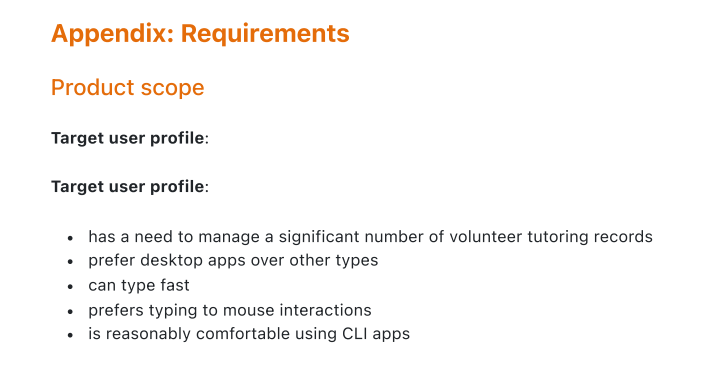 Appendix: Requirements
Product scope
Target user profile:
Target user profile:
• has a need to manage a significant number of volunteer tutoring records
• prefer desktop apps over other types
• can type fast
• prefers typing to mouse interactions
• is reasonably comfortable using CLI apps